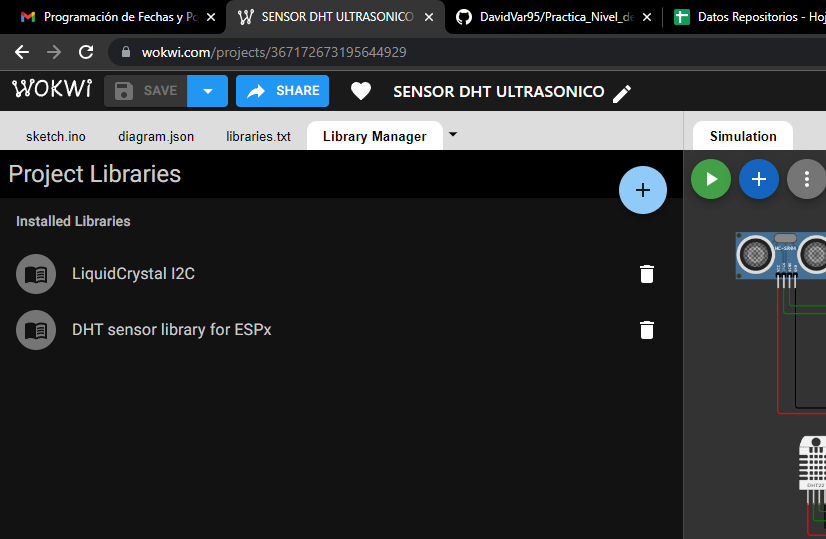 Programación de Fechas y Po
SENSOR DHT ULTRASONICO
DavidVar95/Practica_Nivel_de
Datos Repositorios - Hoj
wokwi.com/projects/367172673195644929
WOKWI
SAVE
SHARE
SENSOR DHT ULTRASONICO
sketch.ino
diagram.json
libraries.txt
Library Manager
Simulation
Project Libraries
Installed Libraries
LiquidCrystal I2C
DHT sensor library for ESPx
HC-SR04
DHT22